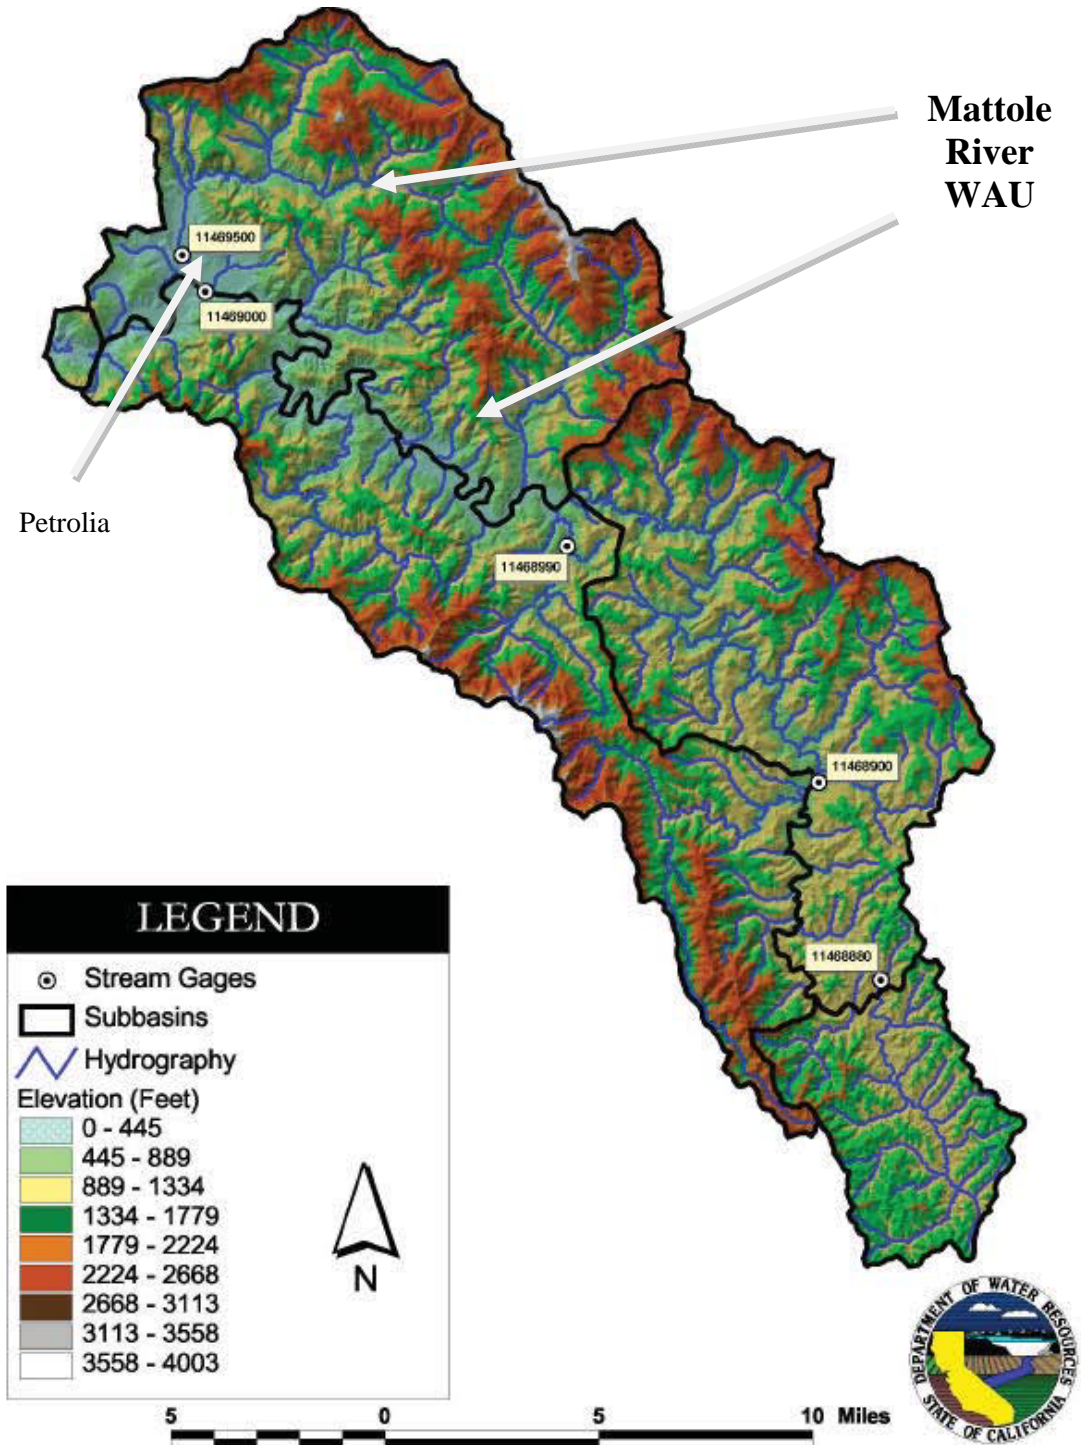 Mattole
River
WAU
11469500
11469000
Petrolia
11468990
11468900
11468880
LEGEND
Stream Gages
Subbasins
Hydrography
Elevation (Feet)
0 - 445
445 - 889
889 - 1334
1334 - 1779
1779 - 2224
2224 - 2668
2668 - 3113
3113 - 3558
3558 - 4003
N
5 0 5 10 Miles
DEPARTMENT OF WATER RESOURCES
STATE OF CALIFORNIA